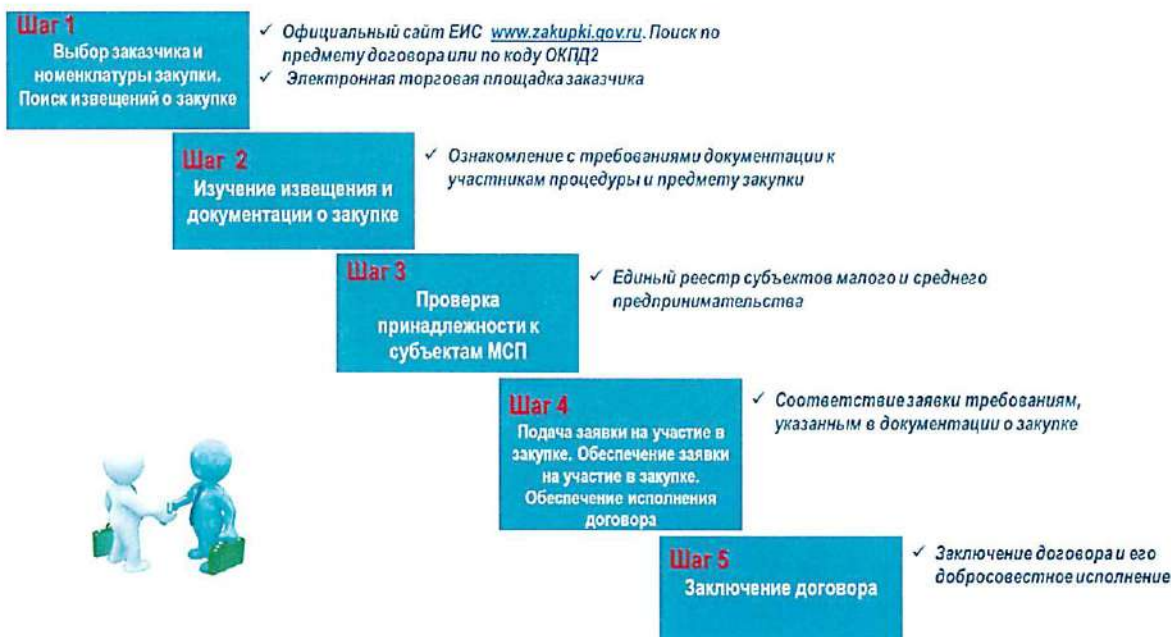 Шаг 1
Выбор заказчика и
номенклатуры закупки.
Поиск извещений о закупке
✓ Официальный сайт ЕИС www.zakupki.gov.ru. Поиск по
предмету договора или по коду ОКПД2
✓ Электронная торговая площадка заказчика
Шаг 2
Изучение извещения и
документации о закупке
✓ Ознакомление с требованиями документации к
участникам процедуры и предмету закупки
Шаг 3
Проверка
принадлежности к
субъектам МСП
✓ Единый реестр субъектов малого и среднего
предпринимательства
Шаг 4
Подача заявки на участие в
закупке. Обеспечение заявки
на участие в закупке.
Обеспечение исполнения
договора
✓ Соответствие заявки требованиям,
указанным в документации о закупке
Шаг 5
Заключение договора
✓ Заключение договора и его
добросовестное исполнение